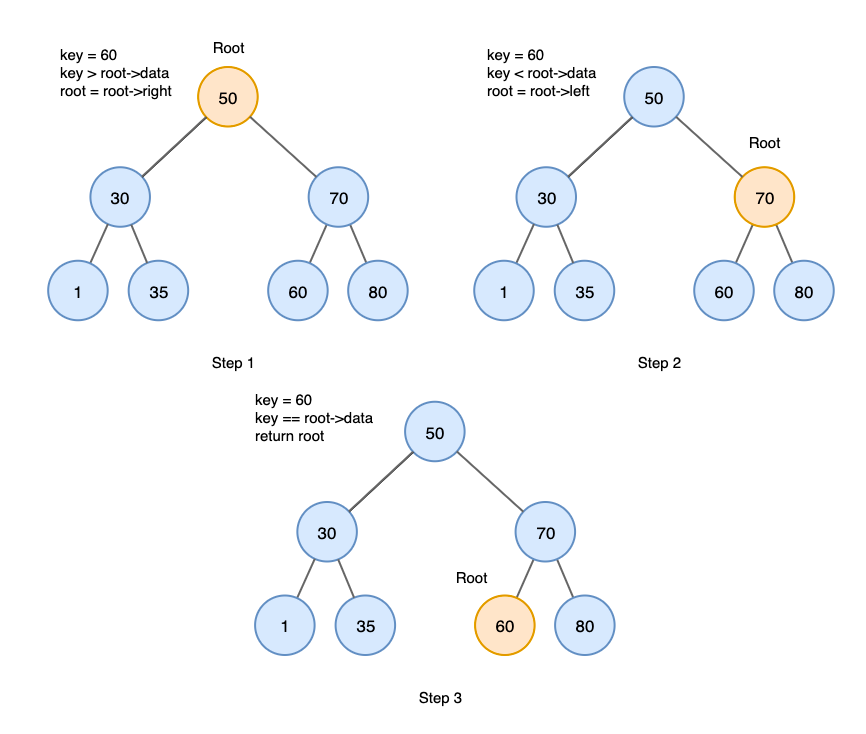 key = 60
key > root->data
root = root->right
Root
50
30
70
1
35
60
80
Step 1
key = 60
key < root->data
root = root->left
50
Root
30
70
1
35
60
80
Step 2
key = 60
key == root->data
return root
50
30
70
Root
1
35
60
80
Step 3